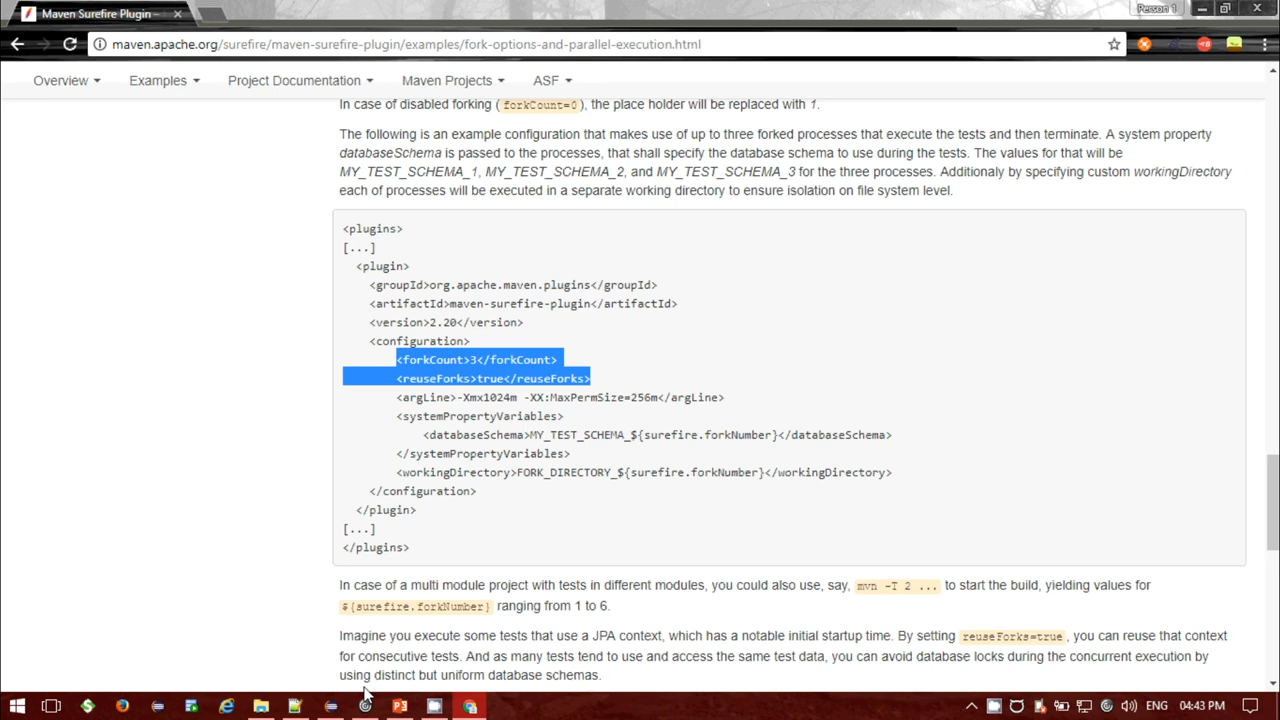 Maven Surefire Plugin –
Person 1
maven.apache.org/surefire/maven-surefire-plugin/examples/fork-options-and-parallel-execution.html
Overview Examples Project Documentation Maven Projects ASF
In case of disabled forking (forkCount=0), the place holder will be replaced with 1.
The following is an example configuration that makes use of up to three forked processes that execute the tests and then terminate. A system property
databaseSchema is passed to the processes, that shall specify the database schema to use during the tests. The values for that will be
MY_TEST_SCHEMA_1, MY_TEST_SCHEMA_2, and MY_TEST_SCHEMA_3 for the three processes. Additionaly by specifying custom workingDirectory
each of processes will be executed in a separate working directory to ensure isolation on file system level.
<plugins>
[...]
<plugin>
<groupId>org.apache.maven.plugins</groupId>
<artifactId>maven-surefire-plugin</artifactId>
<version>2.20</version>
<configuration>
<forkCount>3</forkCount>
<reuseForks>true</reuseForks>
<argLine>-Xmx1024m -XX:MaxPermSize=256m</argLine>
<systemPropertyVariables>
<databaseSchema>MY_TEST_SCHEMA_${surefire.forkNumber}</databaseSchema>
</systemPropertyVariables>
<workingDirectory>FORK_DIRECTORY_${surefire.forkNumber}</workingDirectory>
</configuration>
</plugin>
[...]
</plugins>
In case of a multi module project with tests in different modules, you could also use, say, mvn -T 2 ... to start the build, yielding values for
${surefire.forkNumber} ranging from 1 to 6.
Imagine you execute some tests that use a JPA context, which has a notable initial startup time. By setting reuseForks=true, you can reuse that context
for consecutive tests. And as many tests tend to use and access the same test data, you can avoid database locks during the concurrent execution by
using distinct but uniform database schemas.
ENG 04:43 PM